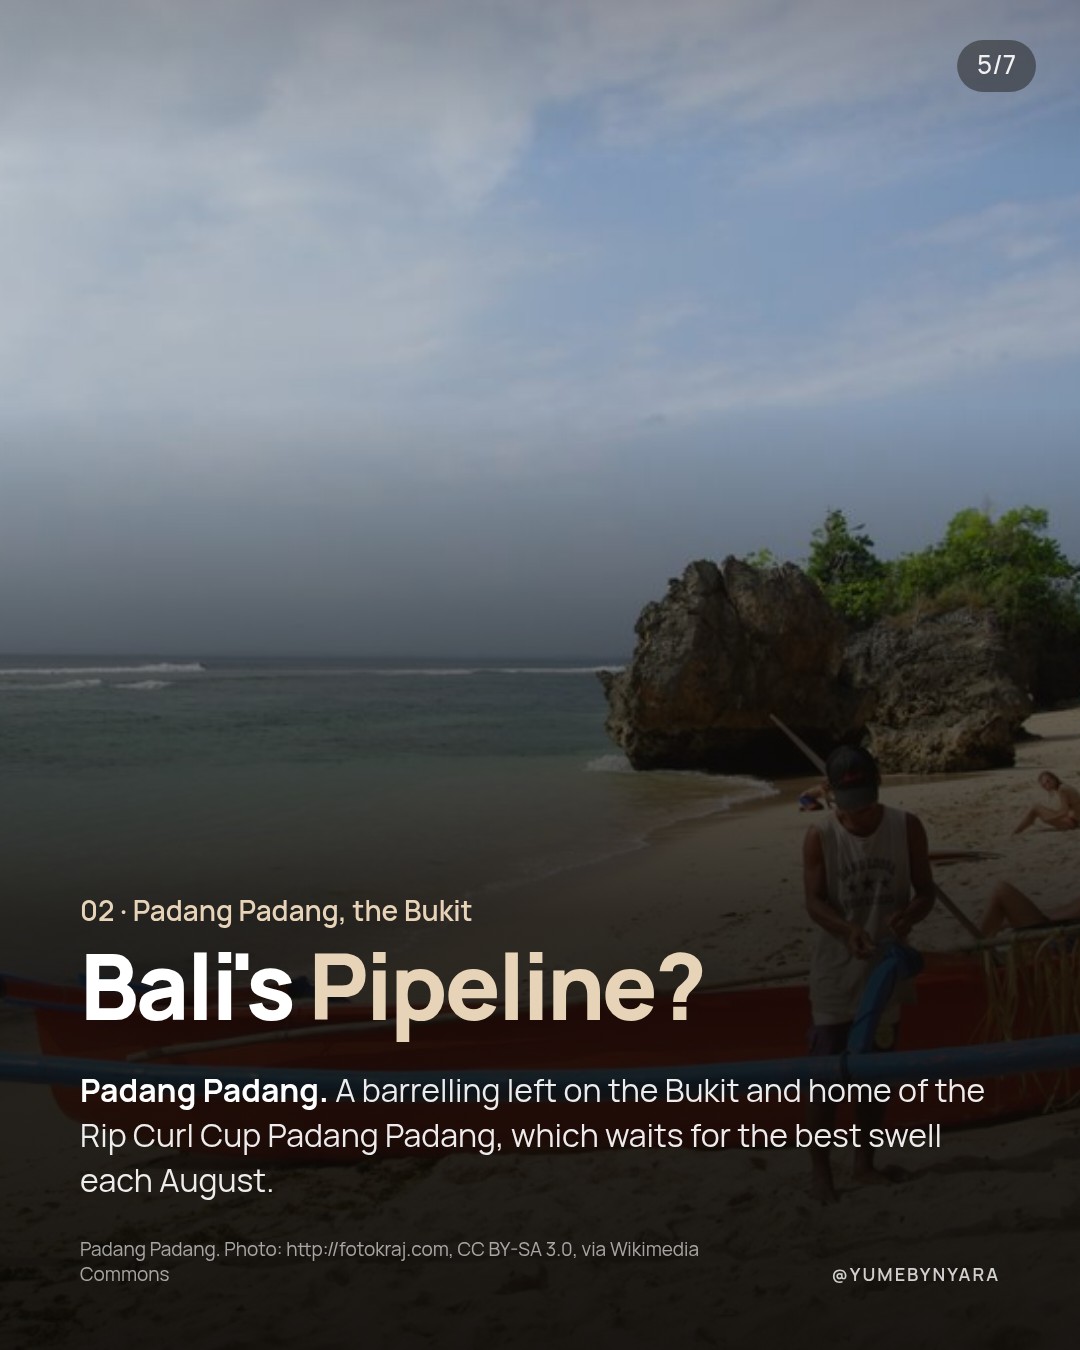 5/7
02 · Padang Padang, the Bukit
Bali's Pipeline?
Padang Padang. A barrelling left on the Bukit and home of the
Rip Curl Cup Padang Padang, which waits for the best swell
each August.
Padang Padang. Photo: http://fotokraj.com, CC BY-SA 3.0, via Wikimedia
Commons
@YUMEBYNYARA